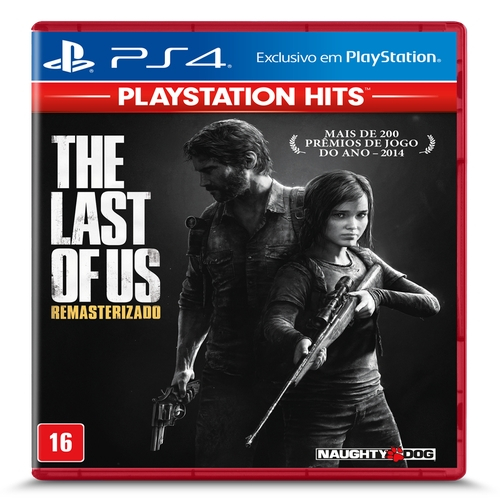 PS4
Exclusivo em PlayStation®
PLAYSTATION HITS™
MAIS DE 200
PRÊMIOS DE JOGO
DO ANO – 2014
THE
LAST
OF US
REMASTERIZADO
16
NAUGHTY DOG